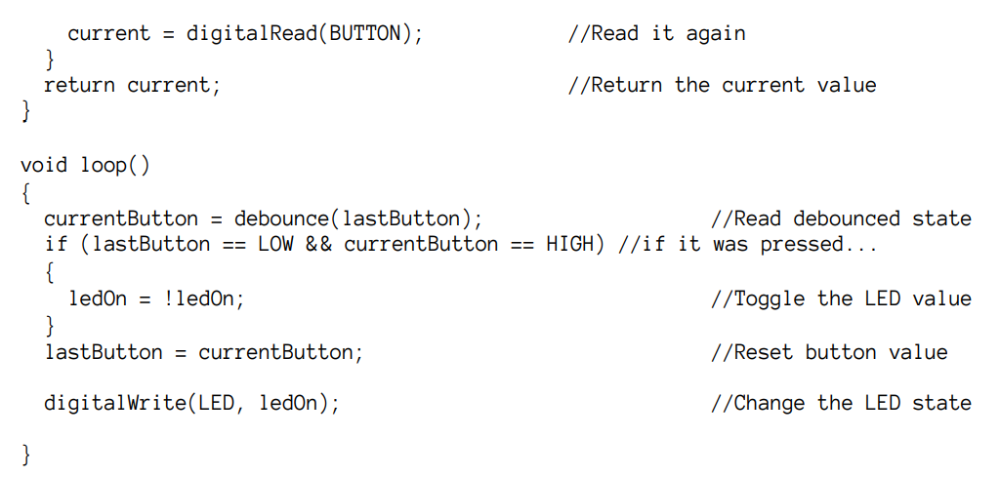 current = digitalRead(BUTTON);            //Read it again
  }
  return current;                             //Return the current value
}

void loop()
{
  currentButton = debounce(lastButton);                   //Read debounced state
  if (lastButton == LOW && currentButton == HIGH) //if it was pressed...
  {
    ledOn = !ledOn;                                       //Toggle the LED value
  }
  lastButton = currentButton;                             //Reset button value

  digitalWrite(LED, ledOn);                               //Change the LED state

}